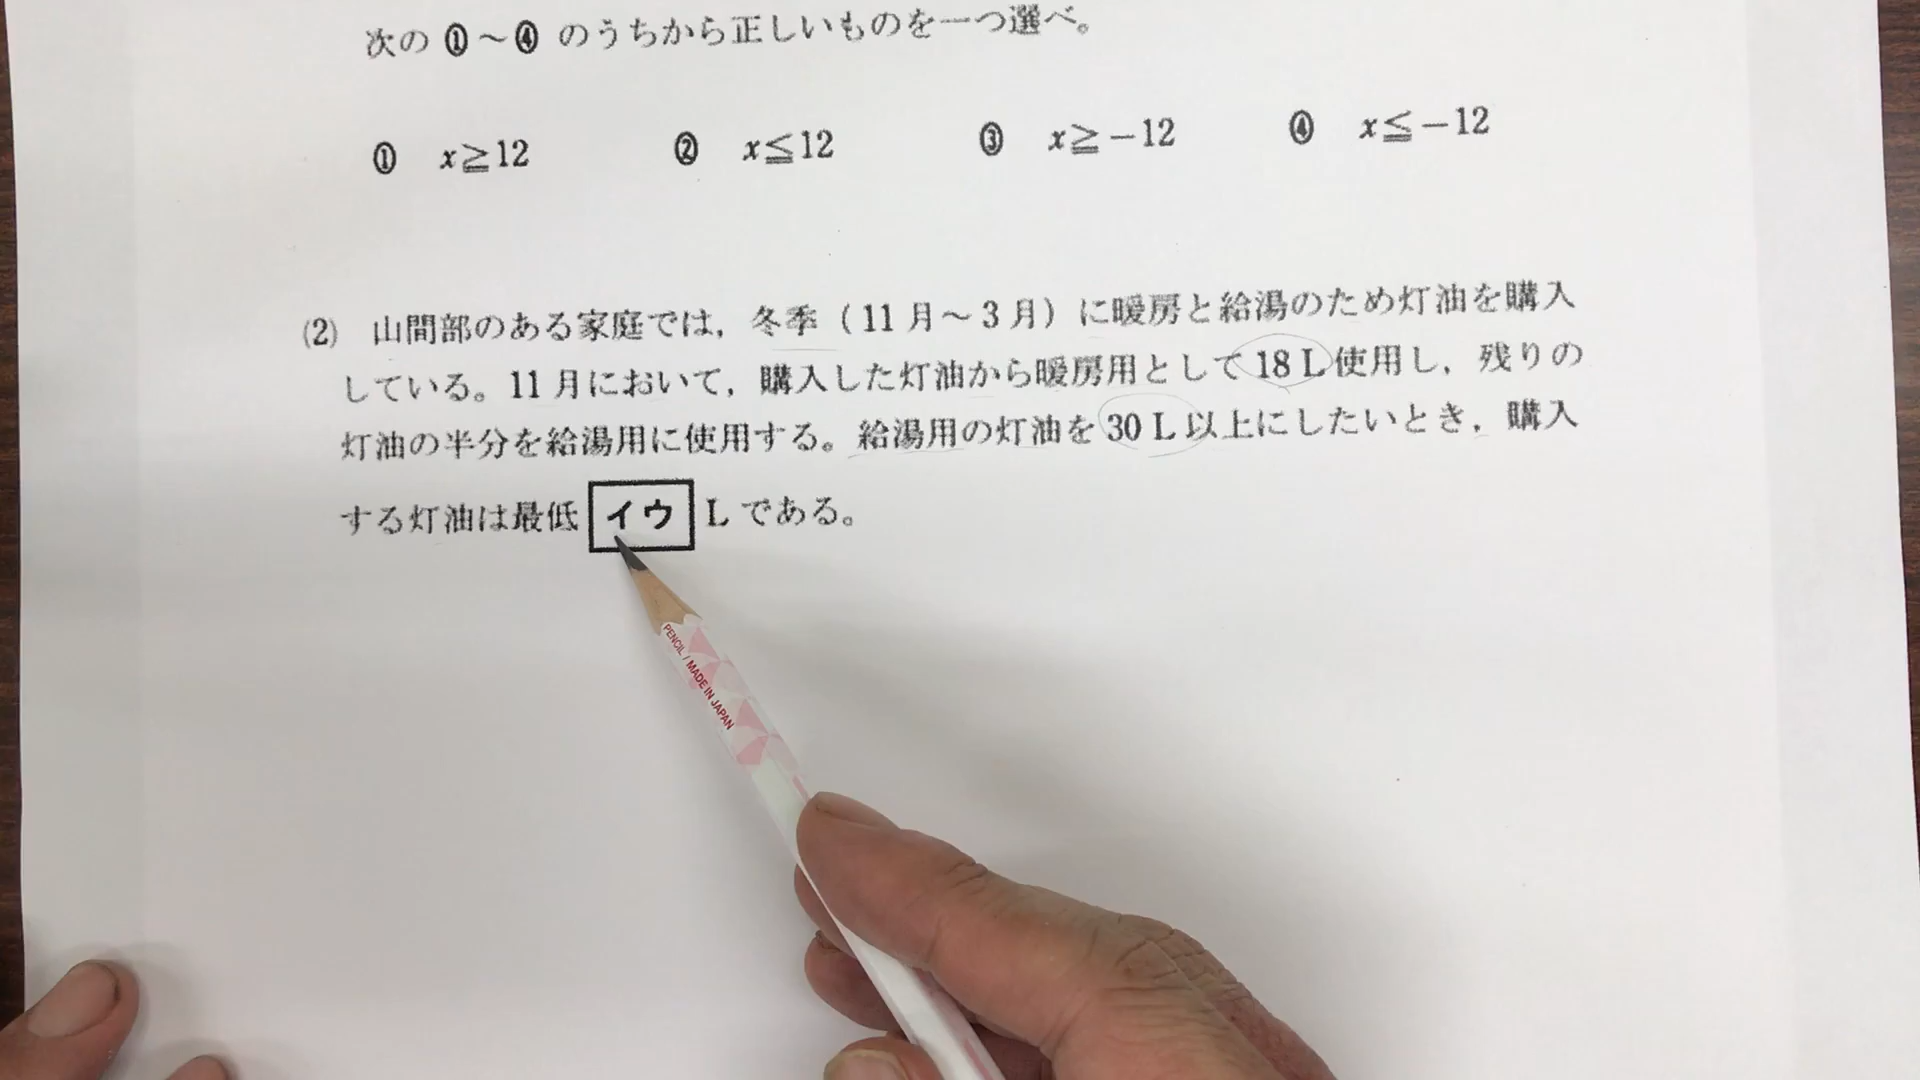 次の ① ～ ④ のうちから正しいものを一つ選べ。
① x≧12 ② x≦12 ③ x≧−12 ④ x≦−12
(2) 山間部のある家庭では，冬季（11 月～3 月）に暖房と給湯のため灯油を購入
している。11 月において，購入した灯油から暖房用として 18 L 使用し，残りの
灯油の半分を給湯用に使用する。給湯用の灯油を 30 L 以上にしたいとき，購入
する灯油は最低 イウ L である。
PENCIL / MADE IN JAPAN